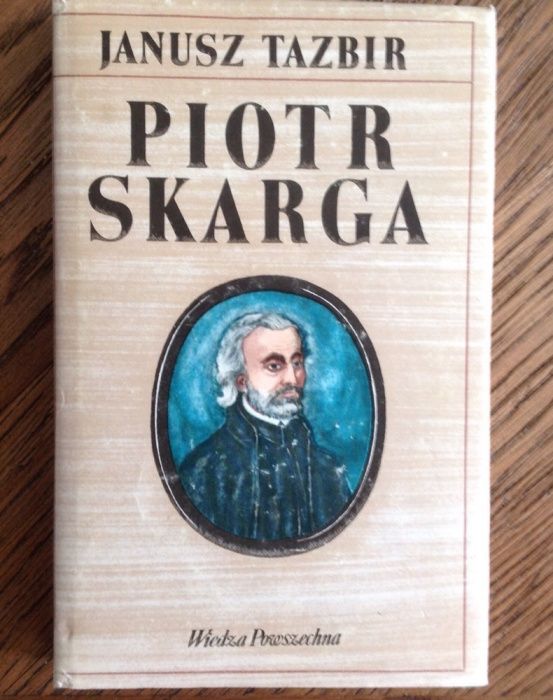 JANUSZ TAZBIR
PIOTR
SKARGA
Wiedza Powszechna